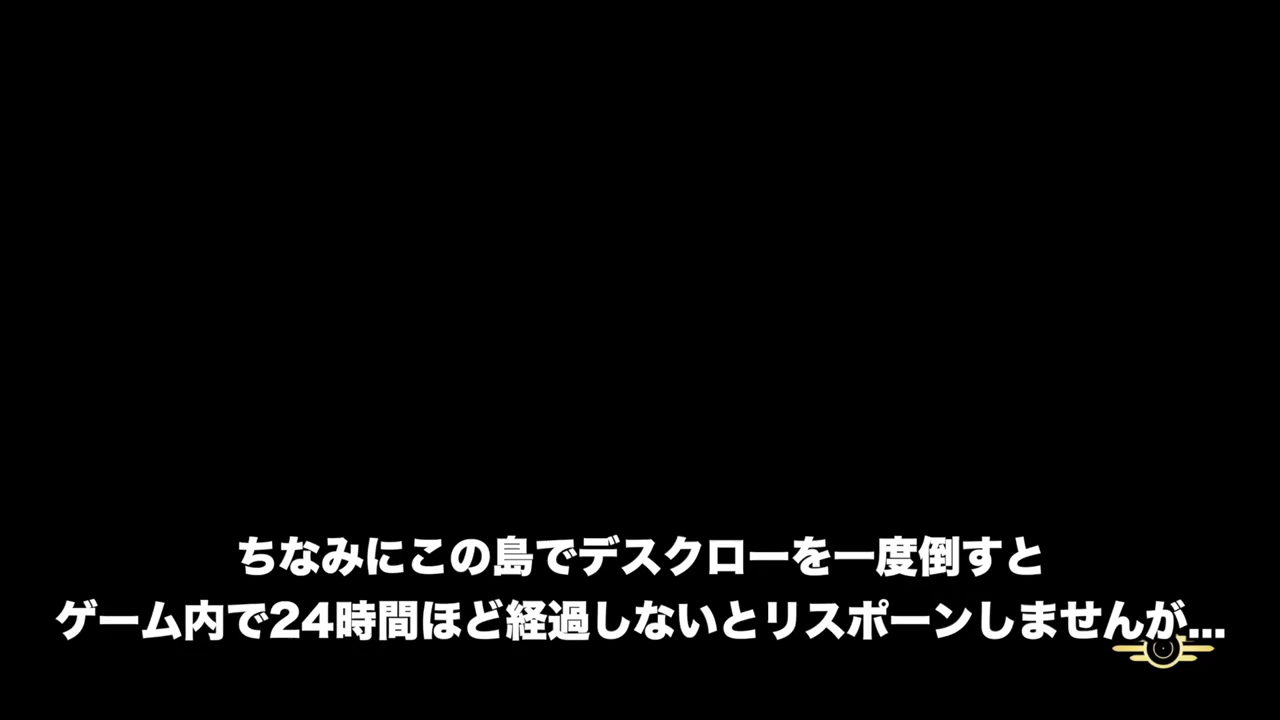 ちなみにこの島でデスクローを一度倒すと
ゲーム内で24時間ほど経過しないとリスポーンしませんが...